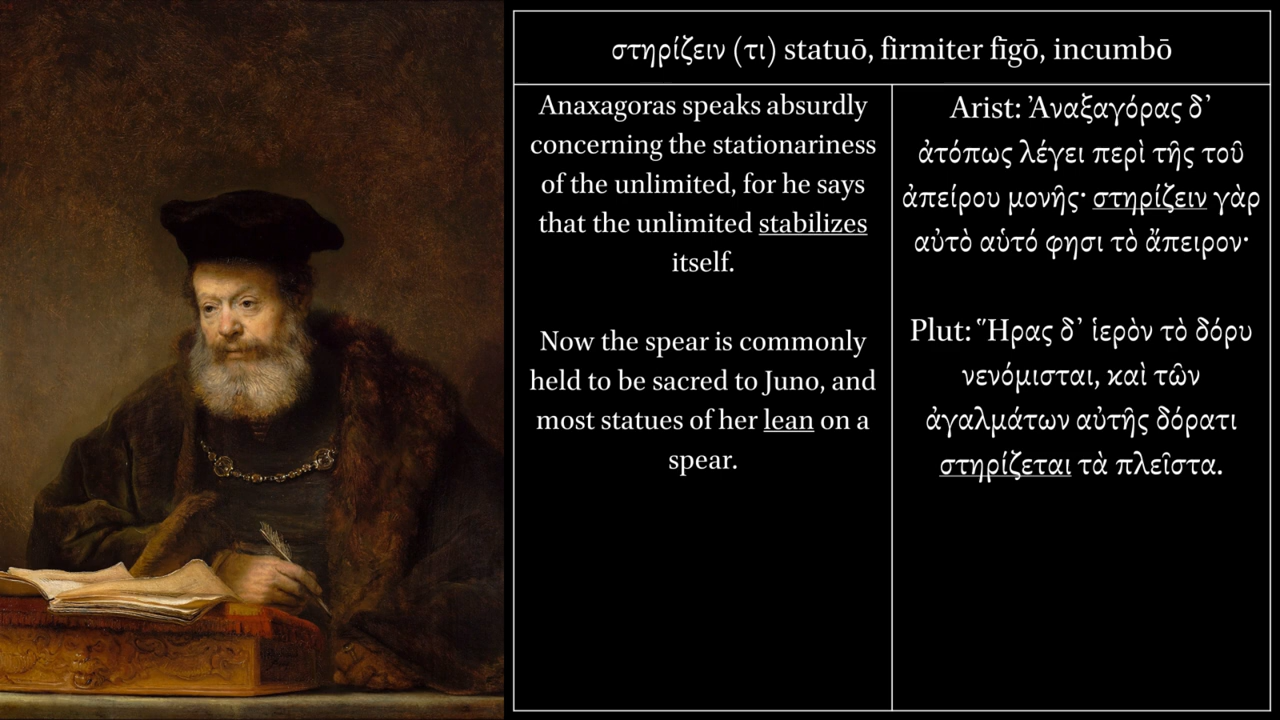 στηρίζειν (τι) statuō, firmiter fīgō, incumbō
Anaxagoras speaks absurdly
concerning the stationariness
of the unlimited, for he says
that the unlimited stabilizes
itself.
Now the spear is commonly
held to be sacred to Juno, and
most statues of her lean on a
spear.
Arist: Ἀναξαγόρας δ’
ἀτόπως λέγει περὶ τῆς τοῦ
ἀπείρου μονῆς· στηρίζειν γὰρ
αὐτὸ αὑτό φησι τὸ ἄπειρον·
Plut: Ἥρας δ’ ἱερὸν τὸ δόρυ
νενόμισται, καὶ τῶν
ἀγαλμάτων αὐτῆς δόρατι
στηρίζεται τὰ πλεῖστα.